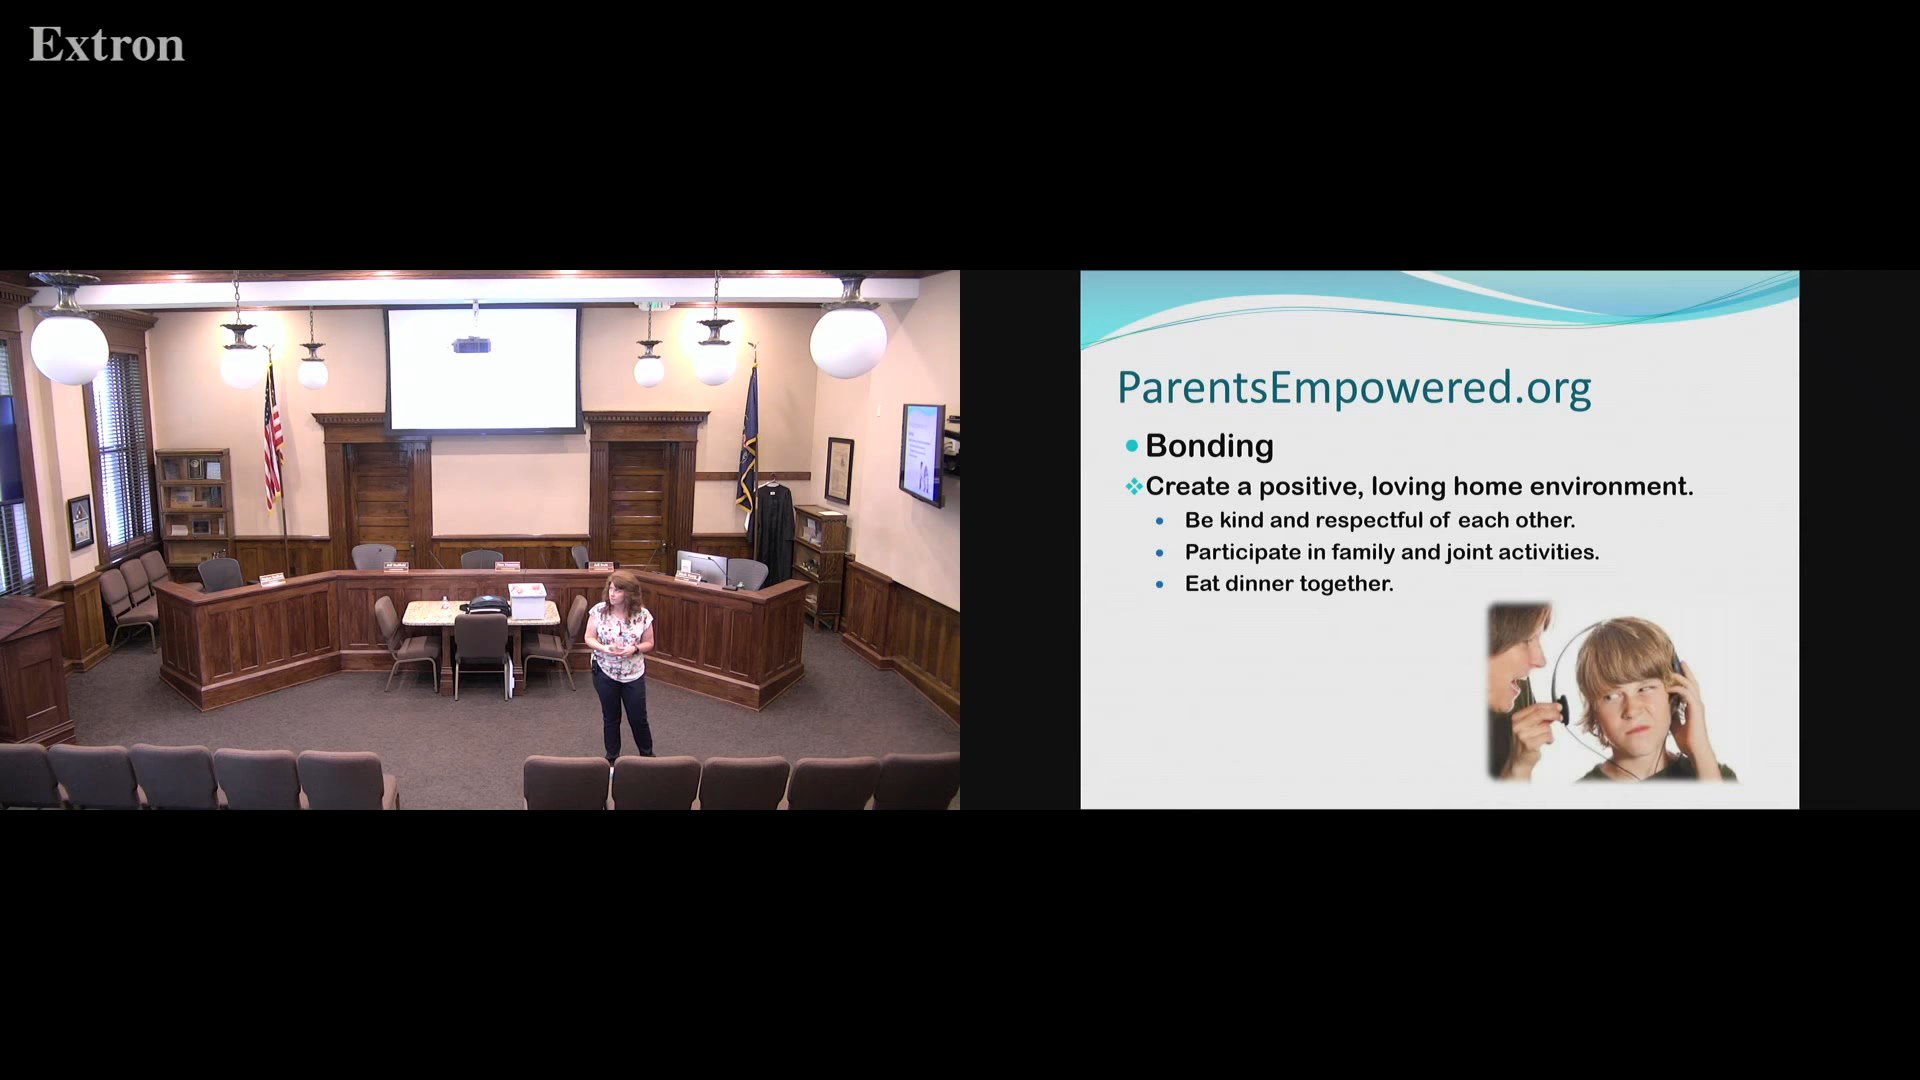 Extron
ParentsEmpowered.org
Bonding
Create a positive, loving home environment.
Be kind and respectful of each other.
Participate in family and joint activities.
Eat dinner together.